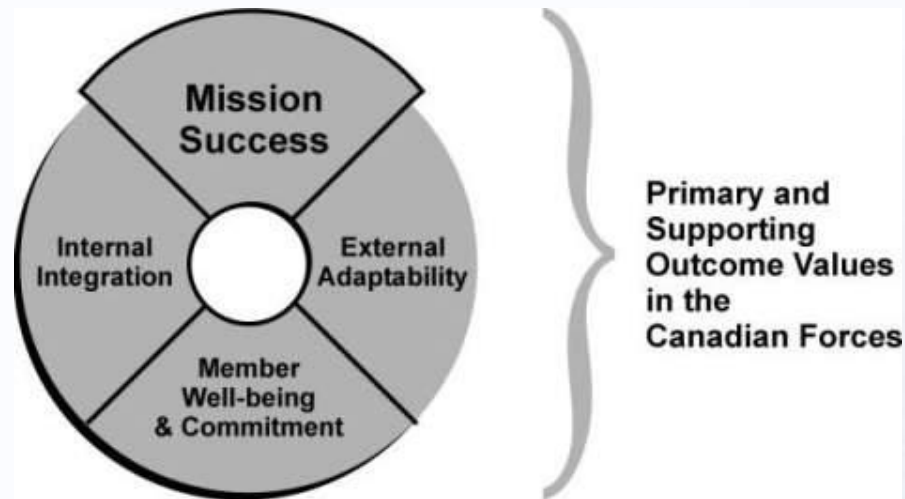 Mission
Success
Internal
Integration
External
Adaptability
Member
Well-being
& Commitment
Primary and
Supporting
Outcome Values
in the
Canadian Forces